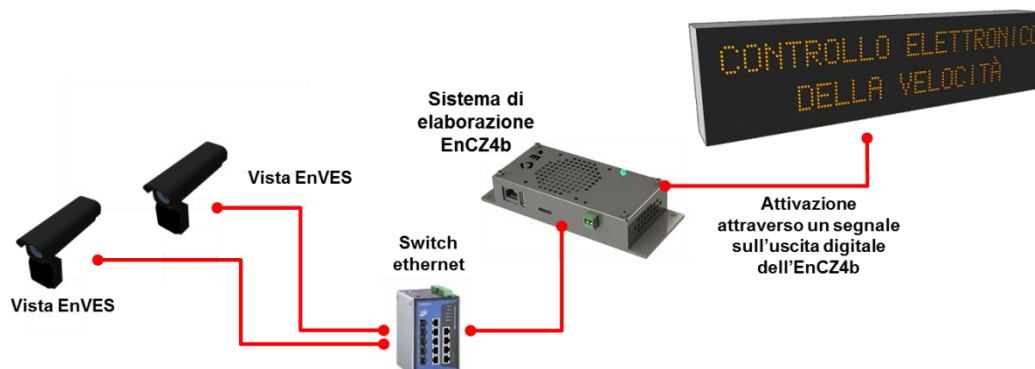 CONTROLLO ELETTRONICO
DELLA VELOCITÀ
Sistema di
elaborazione
EnCZ4b
Vista EnVES
Vista EnVES
Switch
ethernet
Attivazione
attraverso un segnale
sull'uscita digitale
dell'EnCZ4b